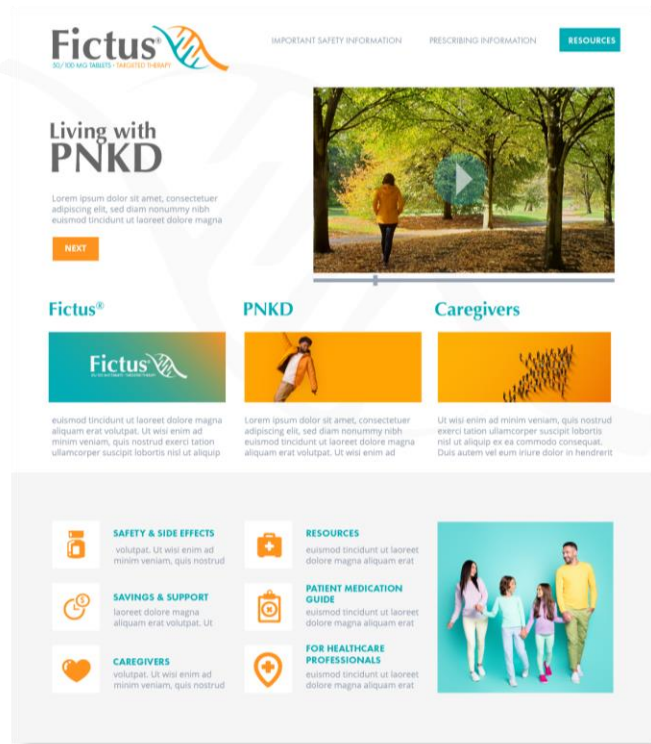 Fictus®
50/100 MG TABLETS • TARGETED THERAPY
IMPORTANT SAFETY INFORMATION
PRESCRIBING INFORMATION
RESOURCES
Living with
PNKD
Lorem ipsum dolor sit amet, consectetuer
adipiscing elit, sed diam nonummy nibh
euismod tincidunt ut laoreet dolore magna
NEXT
Fictus®
Fictus
euismod tincidunt ut laoreet dolore magna
aliquam erat volutpat. Ut wisi enim ad
minim veniam, quis nostrud exerci tation
ullamcorper suscipit lobortis nisl ut aliquip
PNKD
Lorem ipsum dolor sit amet, consectetuer
adipiscing elit, sed diam nonummy nibh
euismod tincidunt ut laoreet dolore magna
aliquam erat volutpat. Ut wisi enim ad
Caregivers
Ut wisi enim ad minim veniam, quis nostrud
exerci tation ullamcorper suscipit lobortis
nisl ut aliquip ex ea commodo consequat.
Duis autem vel eum iriure dolor in hendrerit
SAFETY & SIDE EFFECTS
volutpat. Ut wisi enim ad
minim veniam, quis nostrud
SAVINGS & SUPPORT
laoreet dolore magna
aliquam erat volutpat. Ut
CAREGIVERS
volutpat. Ut wisi enim ad
minim veniam, quis nostrud
RESOURCES
euismod tincidunt ut laoreet
dolore magna aliquam erat
PATIENT MEDICATION
GUIDE
euismod tincidunt ut laoreet
dolore magna aliquam erat
FOR HEALTHCARE
PROFESSIONALS
euismod tincidunt ut laoreet
dolore magna aliquam erat